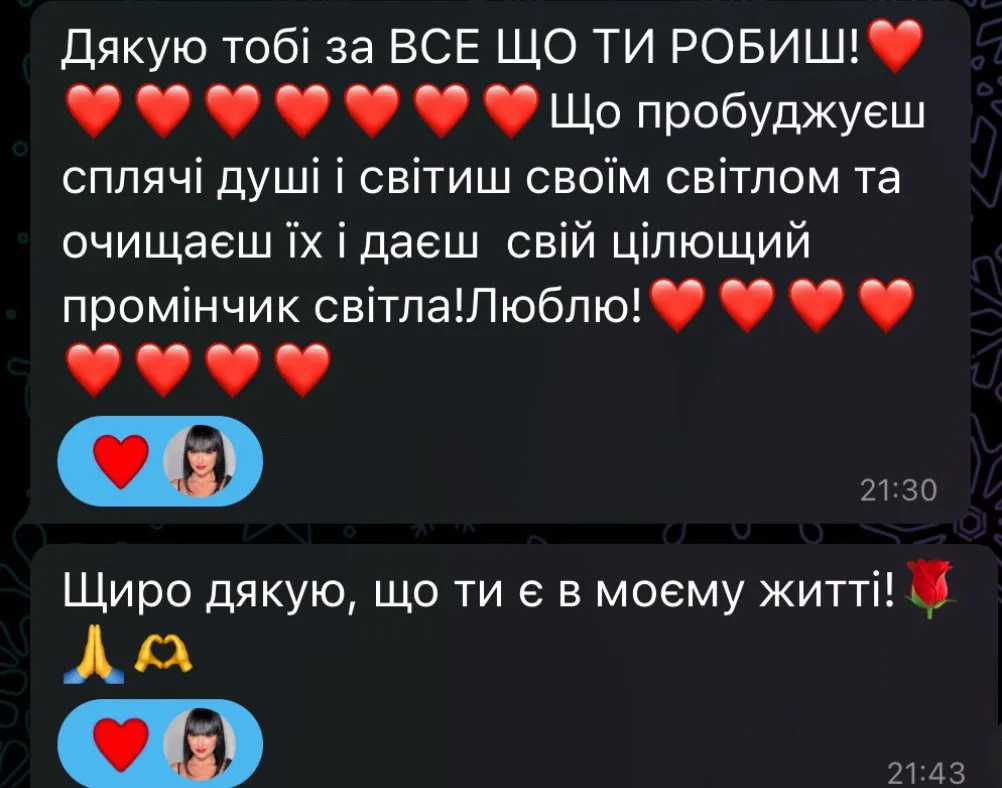 Дякую тобі за ВСЕ ЩО ТИ РОБИШ!❤️
❤️❤️❤️❤️❤️❤️❤️Що пробуджуєш
сплячі душі і світиш своїм світлом та
очищаєш їх і даєш  свій цілющий
промінчик світла!Люблю!❤️❤️❤️❤️
❤️❤️❤️❤️
21:30
Щиро дякую, що ти є в моєму житті!🌹
🙏🫶
21:43